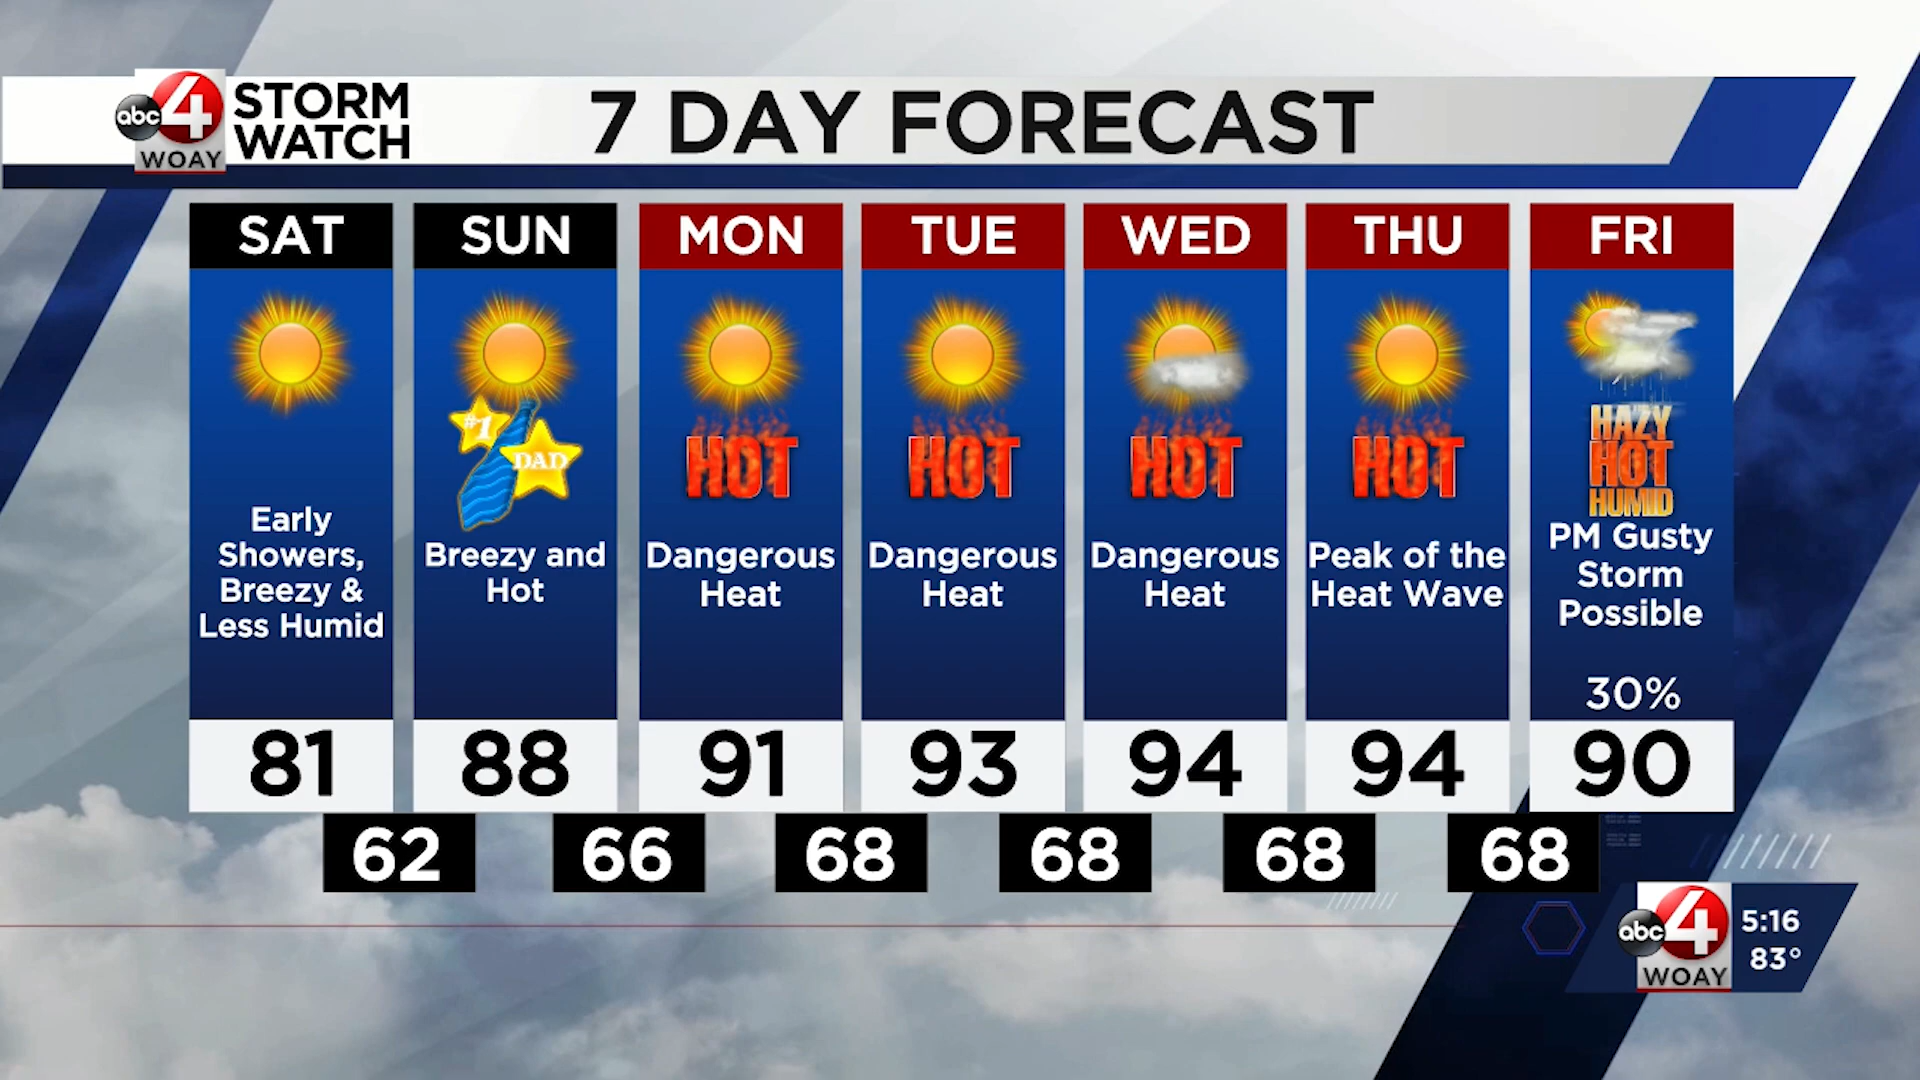 abc 4 WOAY
STORM
WATCH
7 DAY FORECAST
SAT
Early
Showers,
Breezy &
Less Humid
81
SUN
#1
DAD
Breezy and
Hot
88
MON
HOT
Dangerous
Heat
91
TUE
HOT
Dangerous
Heat
93
WED
HOT
Dangerous
Heat
94
THU
HOT
Peak of the
Heat Wave
94
FRI
HAZY
HOT
HUMID
PM Gusty
Storm
Possible
30%
90
62
66
68
68
68
68
abc 4
WOAY
5:16
83°